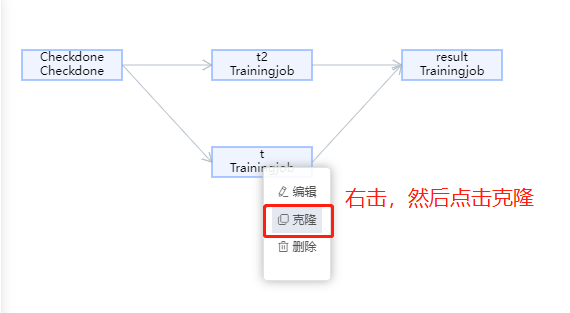 Checkdone
Checkdone
t2
Trainingjob
result
Trainingjob
t
Trainingjob
编辑
克隆
删除
右击，然后点击克隆